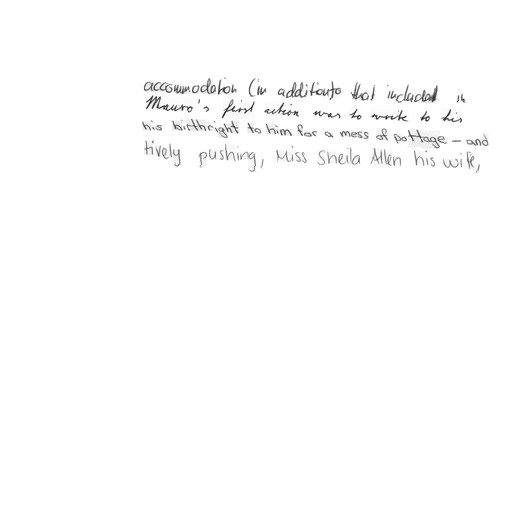 accommodation (in additionto that included in
Mauro's first action was to write to his
his birthright to him for a mess of pottage - and
tively pushing, Miss Sheila Allen his wife,